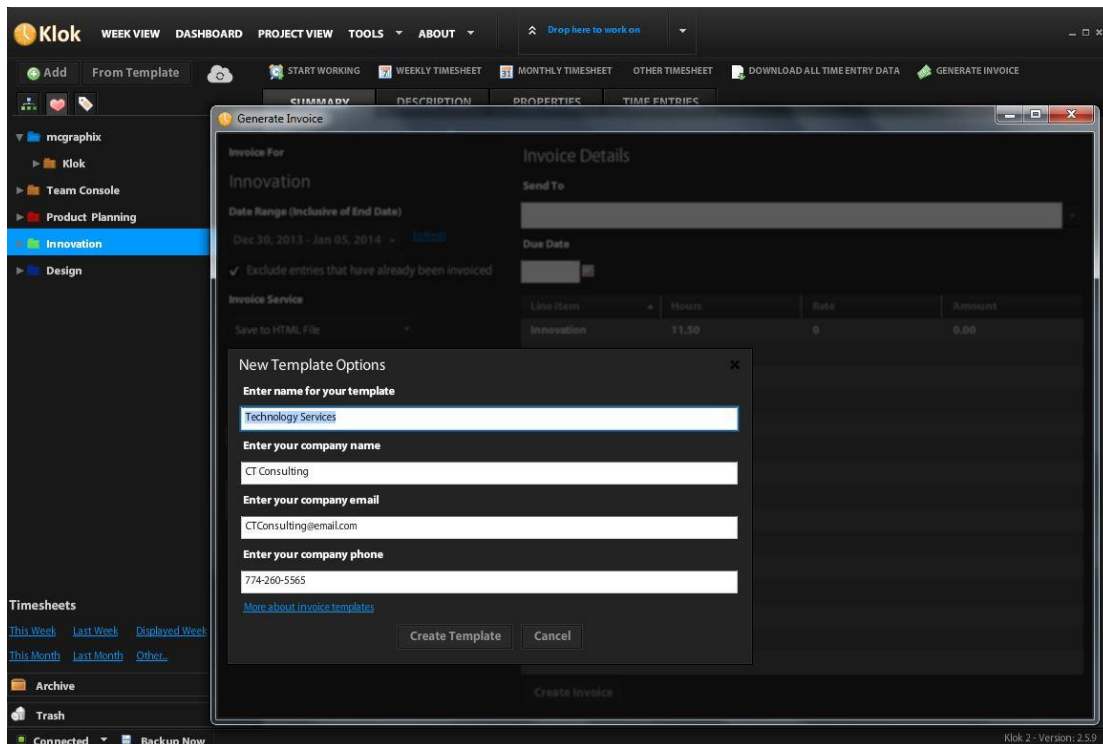 Klok WEEK VIEW DASHBOARD PROJECT VIEW TOOLS ABOUT Drop here to work on
Add From Template START WORKING 7 WEEKLY TIMESHEET 31 MONTHLY TIMESHEET OTHER TIMESHEET DOWNLOAD ALL TIME ENTRY DATA GENERATE INVOICE
SUMMARY DESCRIPTION PROPERTIES TIME ENTRIES
mcgraphix
Klok
Team Console
Product Planning
Innovation
Design
Timesheets
This Week Last Week Displayed Week
This Month Last Month Other...
Archive
Trash
Connected Backup Now
Generate Invoice
Invoice For
Innovation
Date Range (Inclusive of End Date)
Dec 30, 2013 - Jan 05, 2014 Refresh
Exclude entries that have already been invoiced
Invoice Service
Save to HTML File
Invoice Details
Send To
Due Date
Line Item Hours Rate Amount
Innovation 11.50 0 0.00
New Template Options
Enter name for your template
Technology Services
Enter your company name
CT Consulting
Enter your company email
CTConsulting@email.com
Enter your company phone
774-260-5565
More about invoice templates
Create Template Cancel
Create Invoice
Klok 2 - Version: 2.5.9